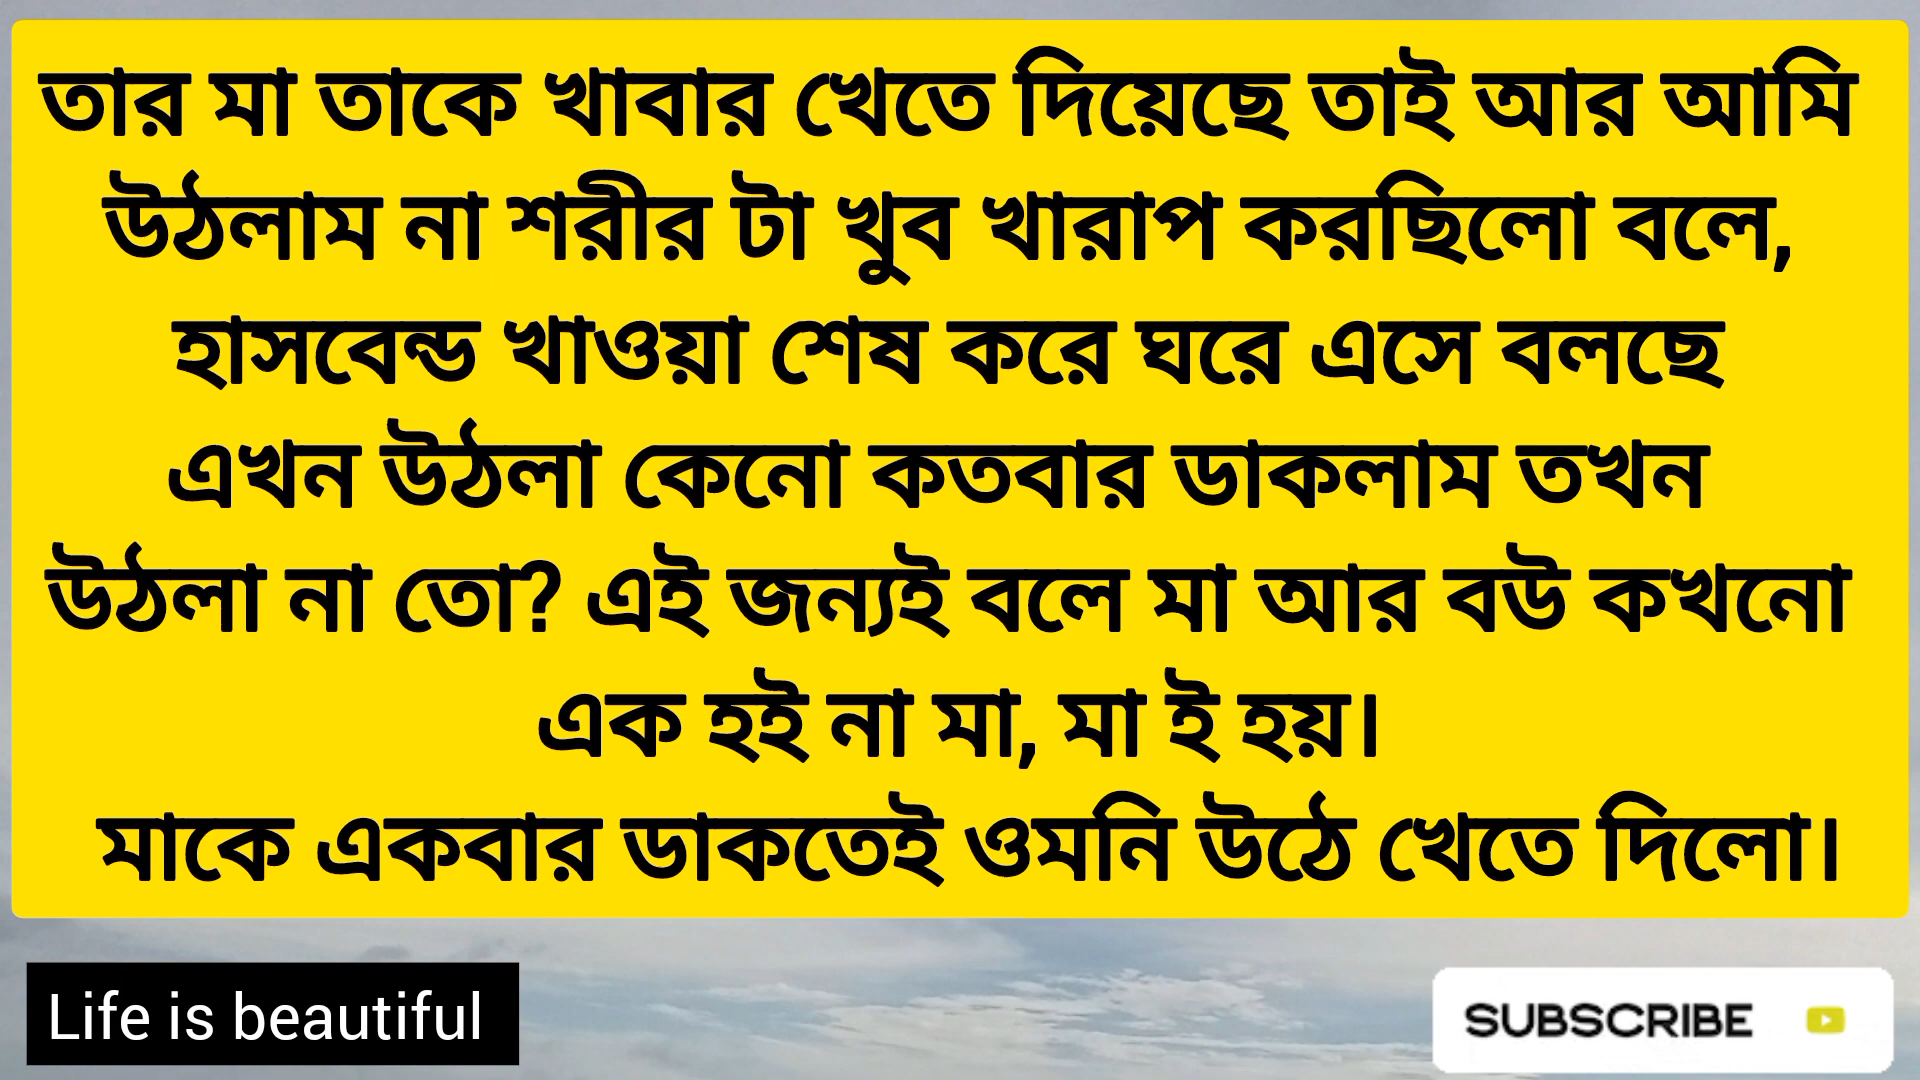 তার মা তাকে খাবার খেতে দিয়েছে তাই আর আমি
উঠলাম না শরীর টা খুব খারাপ করছিলো বলে,
হাসবেন্ড খাওয়া শেষ করে ঘরে এসে বলছে
এখন উঠলা কেনো কতবার ডাকলাম তখন
উঠলা না তো? এই জন্যই বলে মা আর বউ কখনো
এক হই না মা, মা ই হয়।
মাকে একবার ডাকতেই ওমনি উঠে খেতে দিলো।
Life is beautiful
SUBSCRIBE